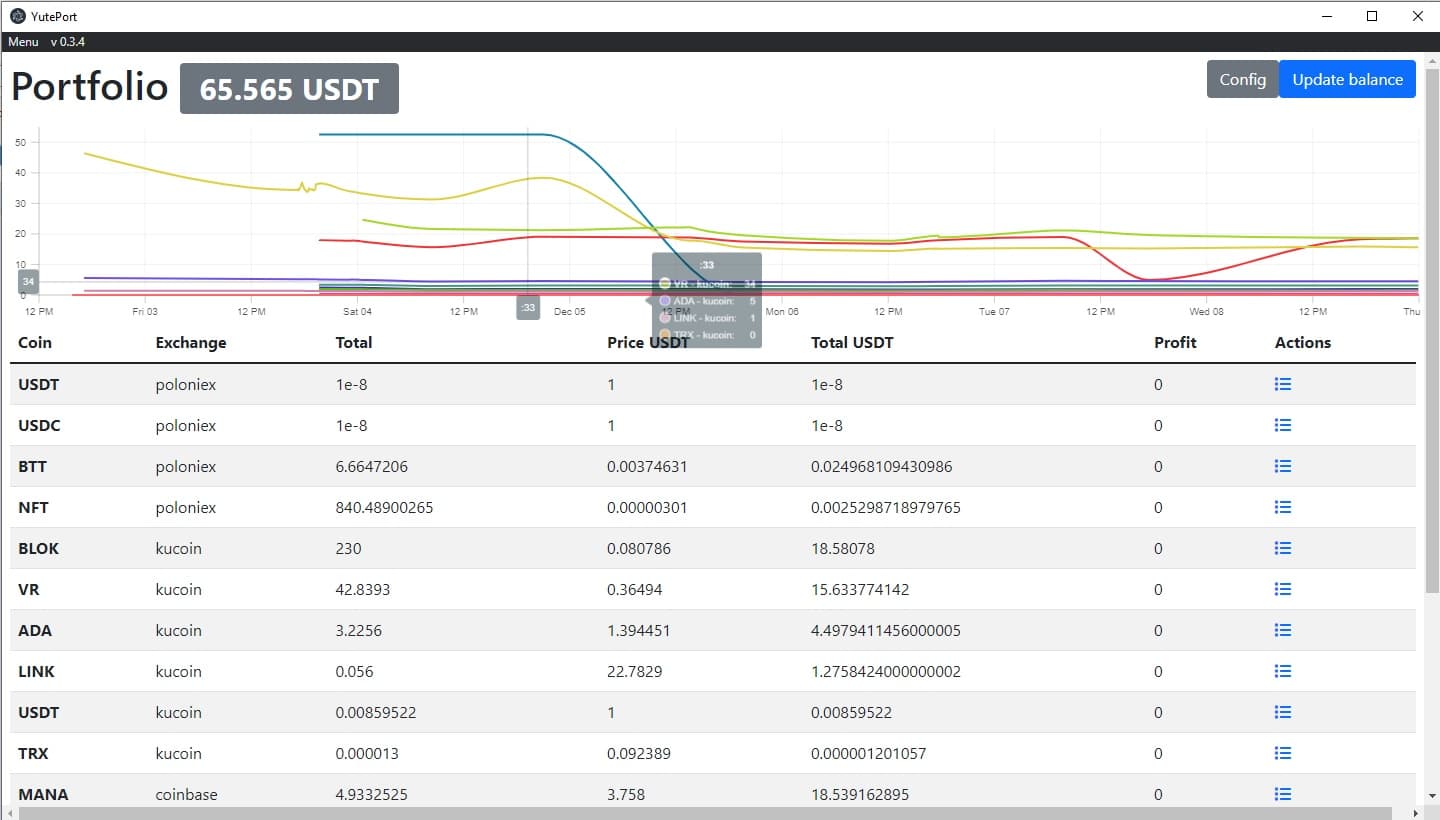 YutePort
Menu v 0.3.4
Portfolio 65.565 USDT Config Update balance
50
40
30
20
10
0
34
:33
VR - kucoin: 34
ADA - kucoin: 5
LINK - kucoin: 1
TRX - kucoin: 0
:33
12 PM Fri 03 12 PM Sat 04 12 PM Dec 05 12 PM Mon 06 12 PM Tue 07 12 PM Wed 08 12 PM Thu
Coin Exchange Total Price USDT Total USDT Profit Actions
USDT poloniex 1e-8 1 1e-8 0
USDC poloniex 1e-8 1 1e-8 0
BTT poloniex 6.6647206 0.00374631 0.024968109430986 0
NFT poloniex 840.48900265 0.00000301 0.0025298718979765 0
BLOK kucoin 230 0.080786 18.58078 0
VR kucoin 42.8393 0.36494 15.633774142 0
ADA kucoin 3.2256 1.394451 4.4979411456000005 0
LINK kucoin 0.056 22.7829 1.2758424000000002 0
USDT kucoin 0.00859522 1 0.00859522 0
TRX kucoin 0.000013 0.092389 0.000001201057 0
MANA coinbase 4.9332525 3.758 18.539162895 0